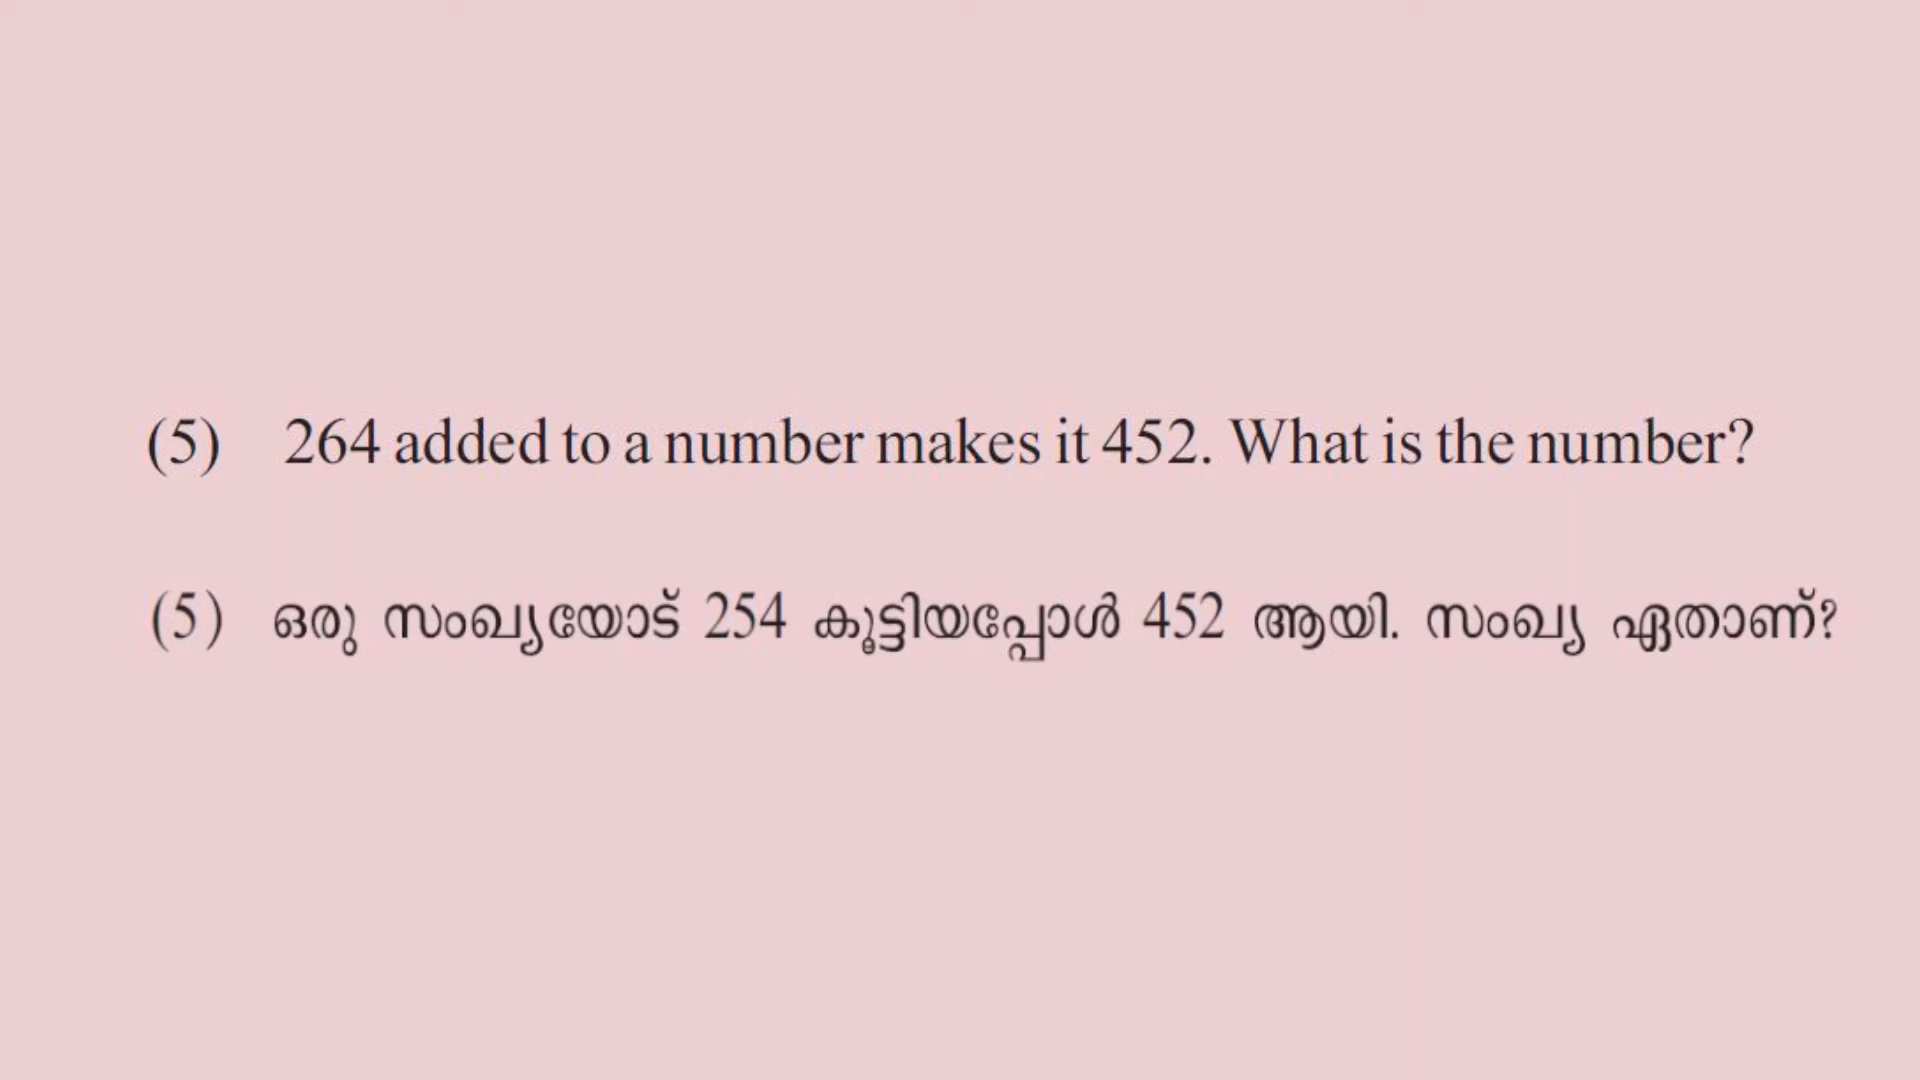 (5) 264 added to a number makes it 452. What is the number?
(5) ഒരു സംഖ്യയോട് 254 കൂട്ടിയപ്പോൾ 452 ആയി. സംഖ്യ ഏതാണ്?